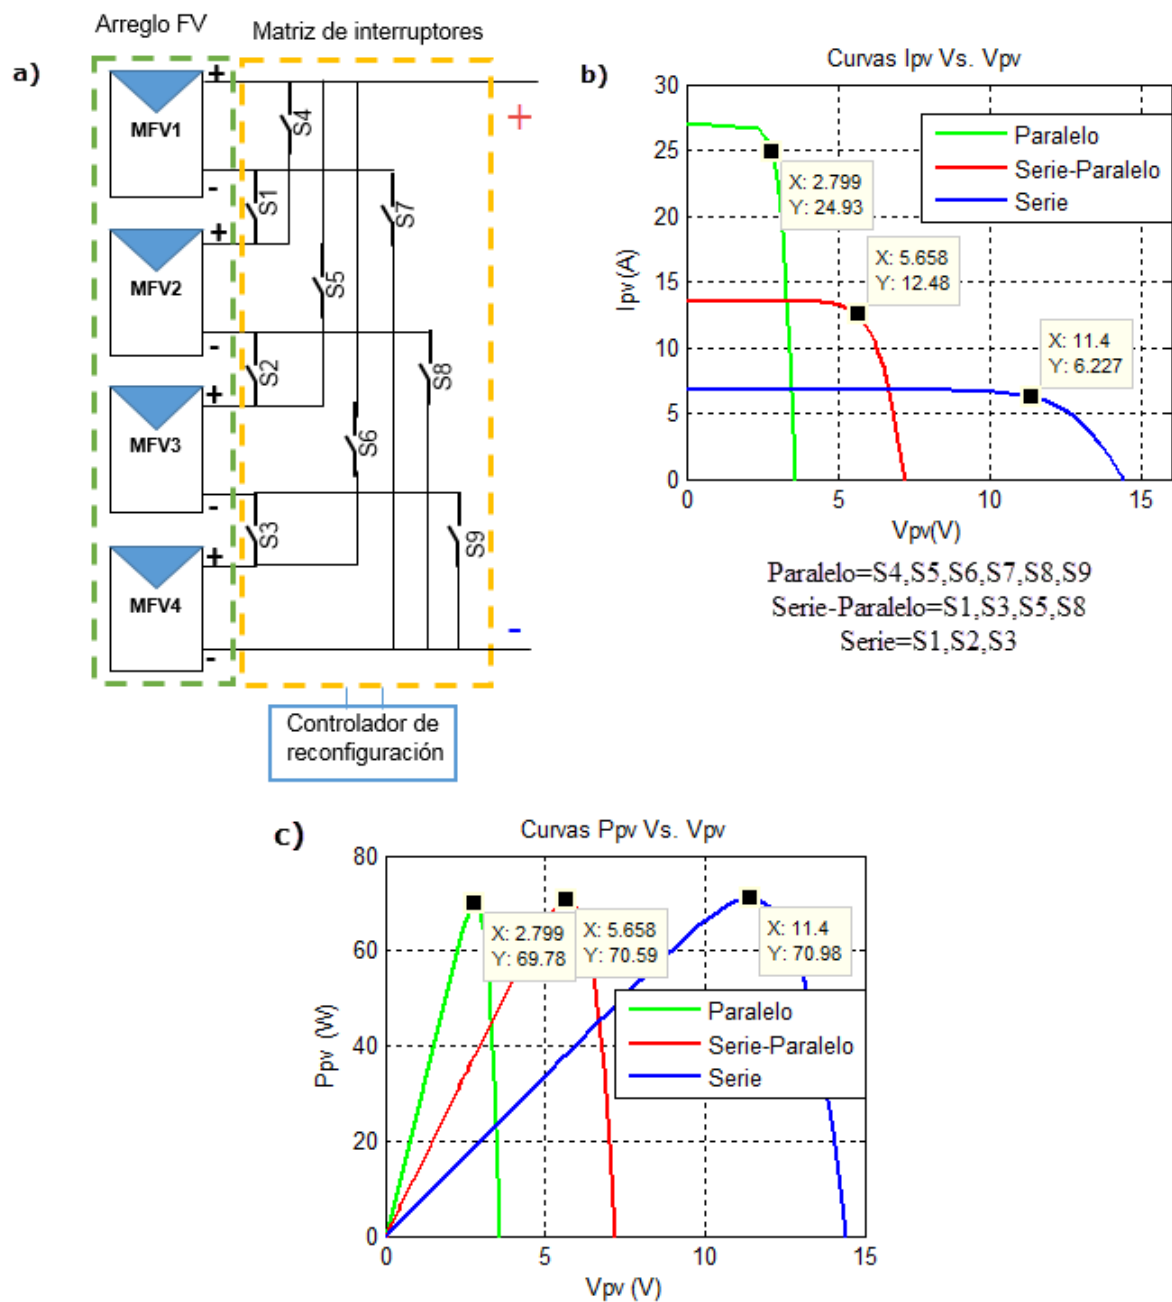 a)
Arreglo FV
Matriz de interruptores
+
MFV1
-
+
MFV2
-
+
MFV3
-
+
MFV4
-
S1
S2
S3
S4
S5
S6
S7
S8
S9
+
-
Controlador de
reconfiguración
b)
Curvas Ipv Vs. Vpv
Ipv(A)
30
25
20
15
10
5
0
0
5
10
15
Vpv(V)
Paralelo
Serie-Paralelo
Serie
X: 2.799
Y: 24.93
X: 5.658
Y: 12.48
X: 11.4
Y: 6.227
Paralelo=S4,S5,S6,S7,S8,S9
Serie-Paralelo=S1,S3,S5,S8
Serie=S1,S2,S3
c)
Curvas Ppv Vs. Vpv
Ppv (W)
80
60
40
20
0
0
5
10
15
Vpv (V)
X: 2.799
Y: 69.78
X: 5.658
Y: 70.59
X: 11.4
Y: 70.98
Paralelo
Serie-Paralelo
Serie